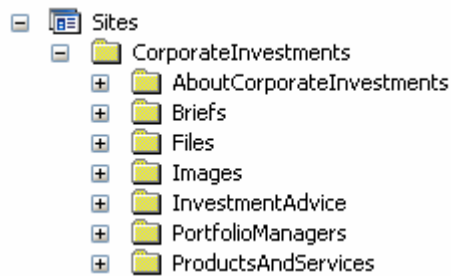 Sites
CorporateInvestments
AboutCorporateInvestments
Briefs
Files
Images
InvestmentAdvice
PortfolioManagers
ProductsAndServices